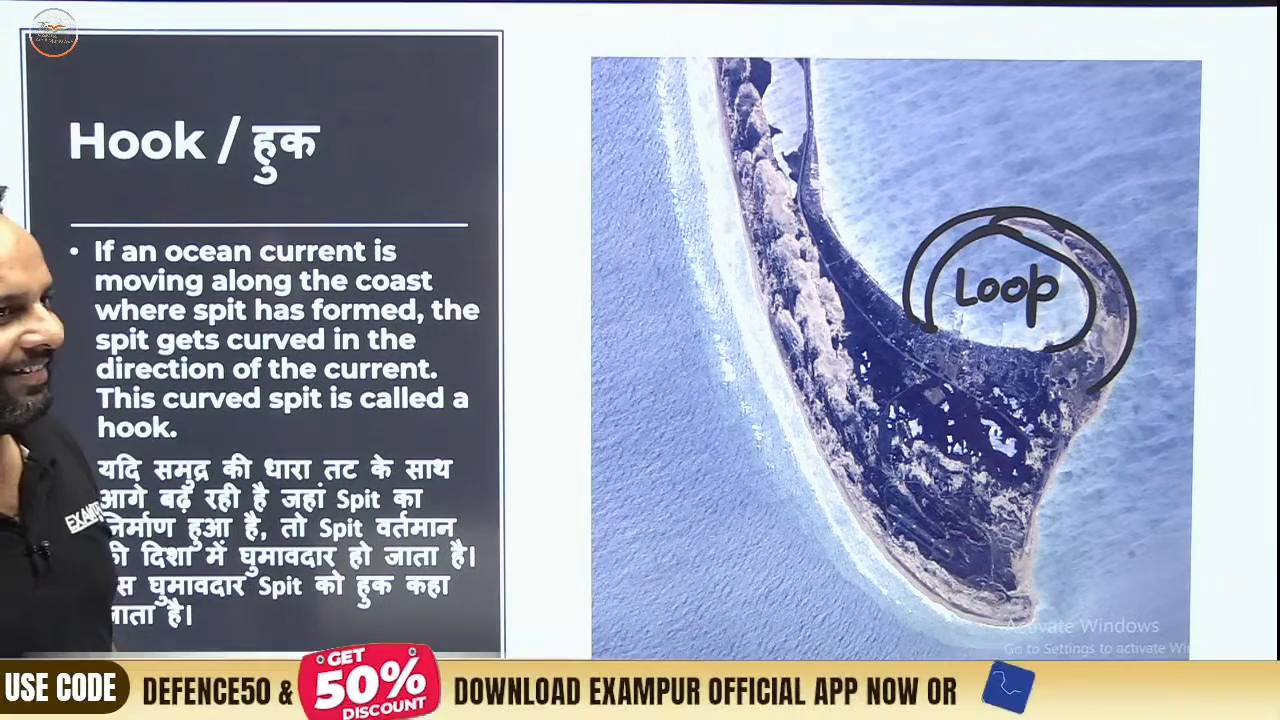 Hook / हुक
• If an ocean current is
moving along the coast
where spit has formed, the
spit gets curved in the
direction of the current.
This curved spit is called a
hook.
यदि समुद्र की धारा तट के साथ
आगे बढ़ रही है जहां Spit का
निर्माण हुआ है, तो Spit वर्तमान
की दिशा में घुमावदार हो जाता है।
घुमावदार Spit को हुक कहा
जाता है।
Loop
Activate Windows
Go to Settings to activate
USE CODE DEFENCE50 & GET 50% DISCOUNT DOWNLOAD EXAMPUR OFFICIAL APP NOW OR